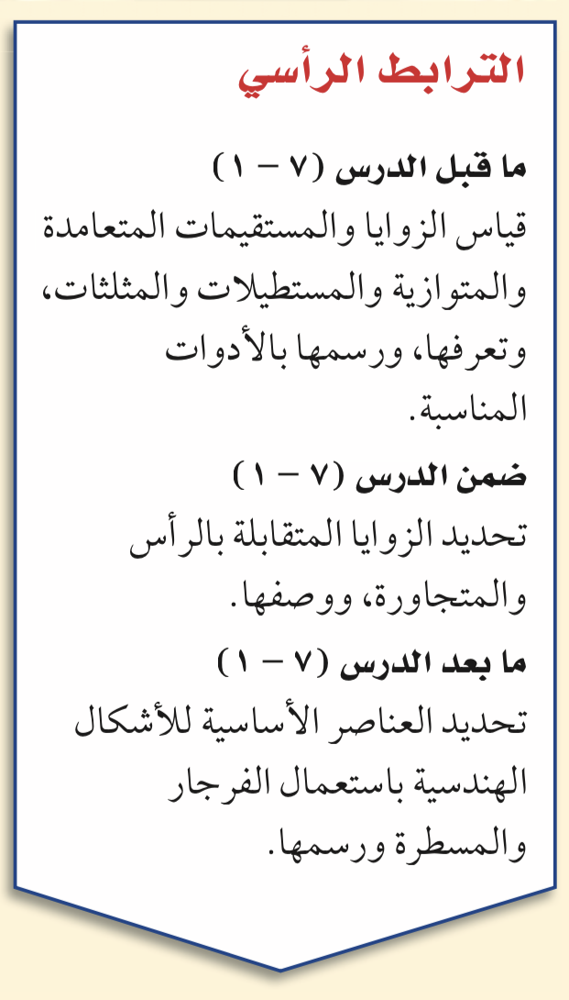 الترابط الرأسي
ما قبل الدرس (٧ – ١)
قياس الزوايا والمستقيمات المتعامدة
والمتوازية والمستطيلات والمثلثات،
وتعرفها، ورسمها بالأدوات
المناسبة.
ضمن الدرس (٧ – ١)
تحديد الزوايا المتقابلة بالرأس
والمتجاورة، ووصفها.
ما بعد الدرس (٧ – ١)
تحديد العناصر الأساسية للأشكال
الهندسية باستعمال الفرجار
والمسطرة ورسمها.